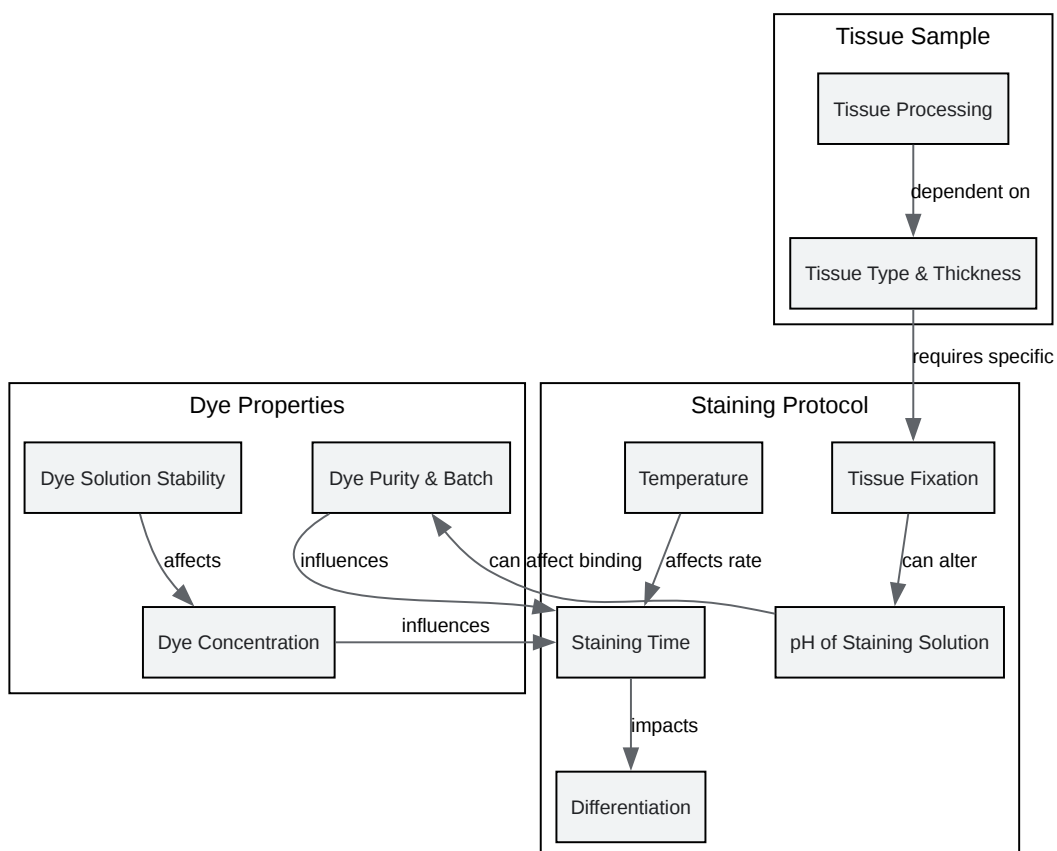 Tissue Sample
Tissue Processing
dependent on
Tissue Type & Thickness
requires specific
Dye Properties
Staining Protocol
Dye Solution Stability
Dye Purity & Batch
Temperature
Tissue Fixation
affects
influences
can affect binding
affects rate
can alter
Dye Concentration
influences
Staining Time
pH of Staining Solution
impacts
Differentiation